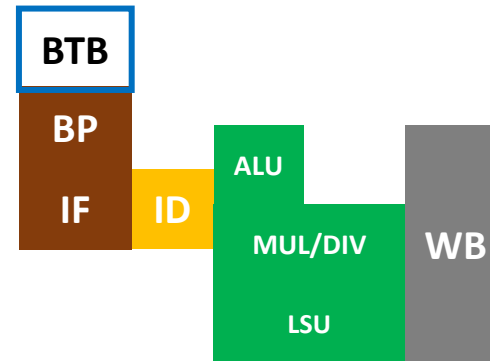 BTB
BP
IF
ID
ALU
MUL/DIV
LSU
WB